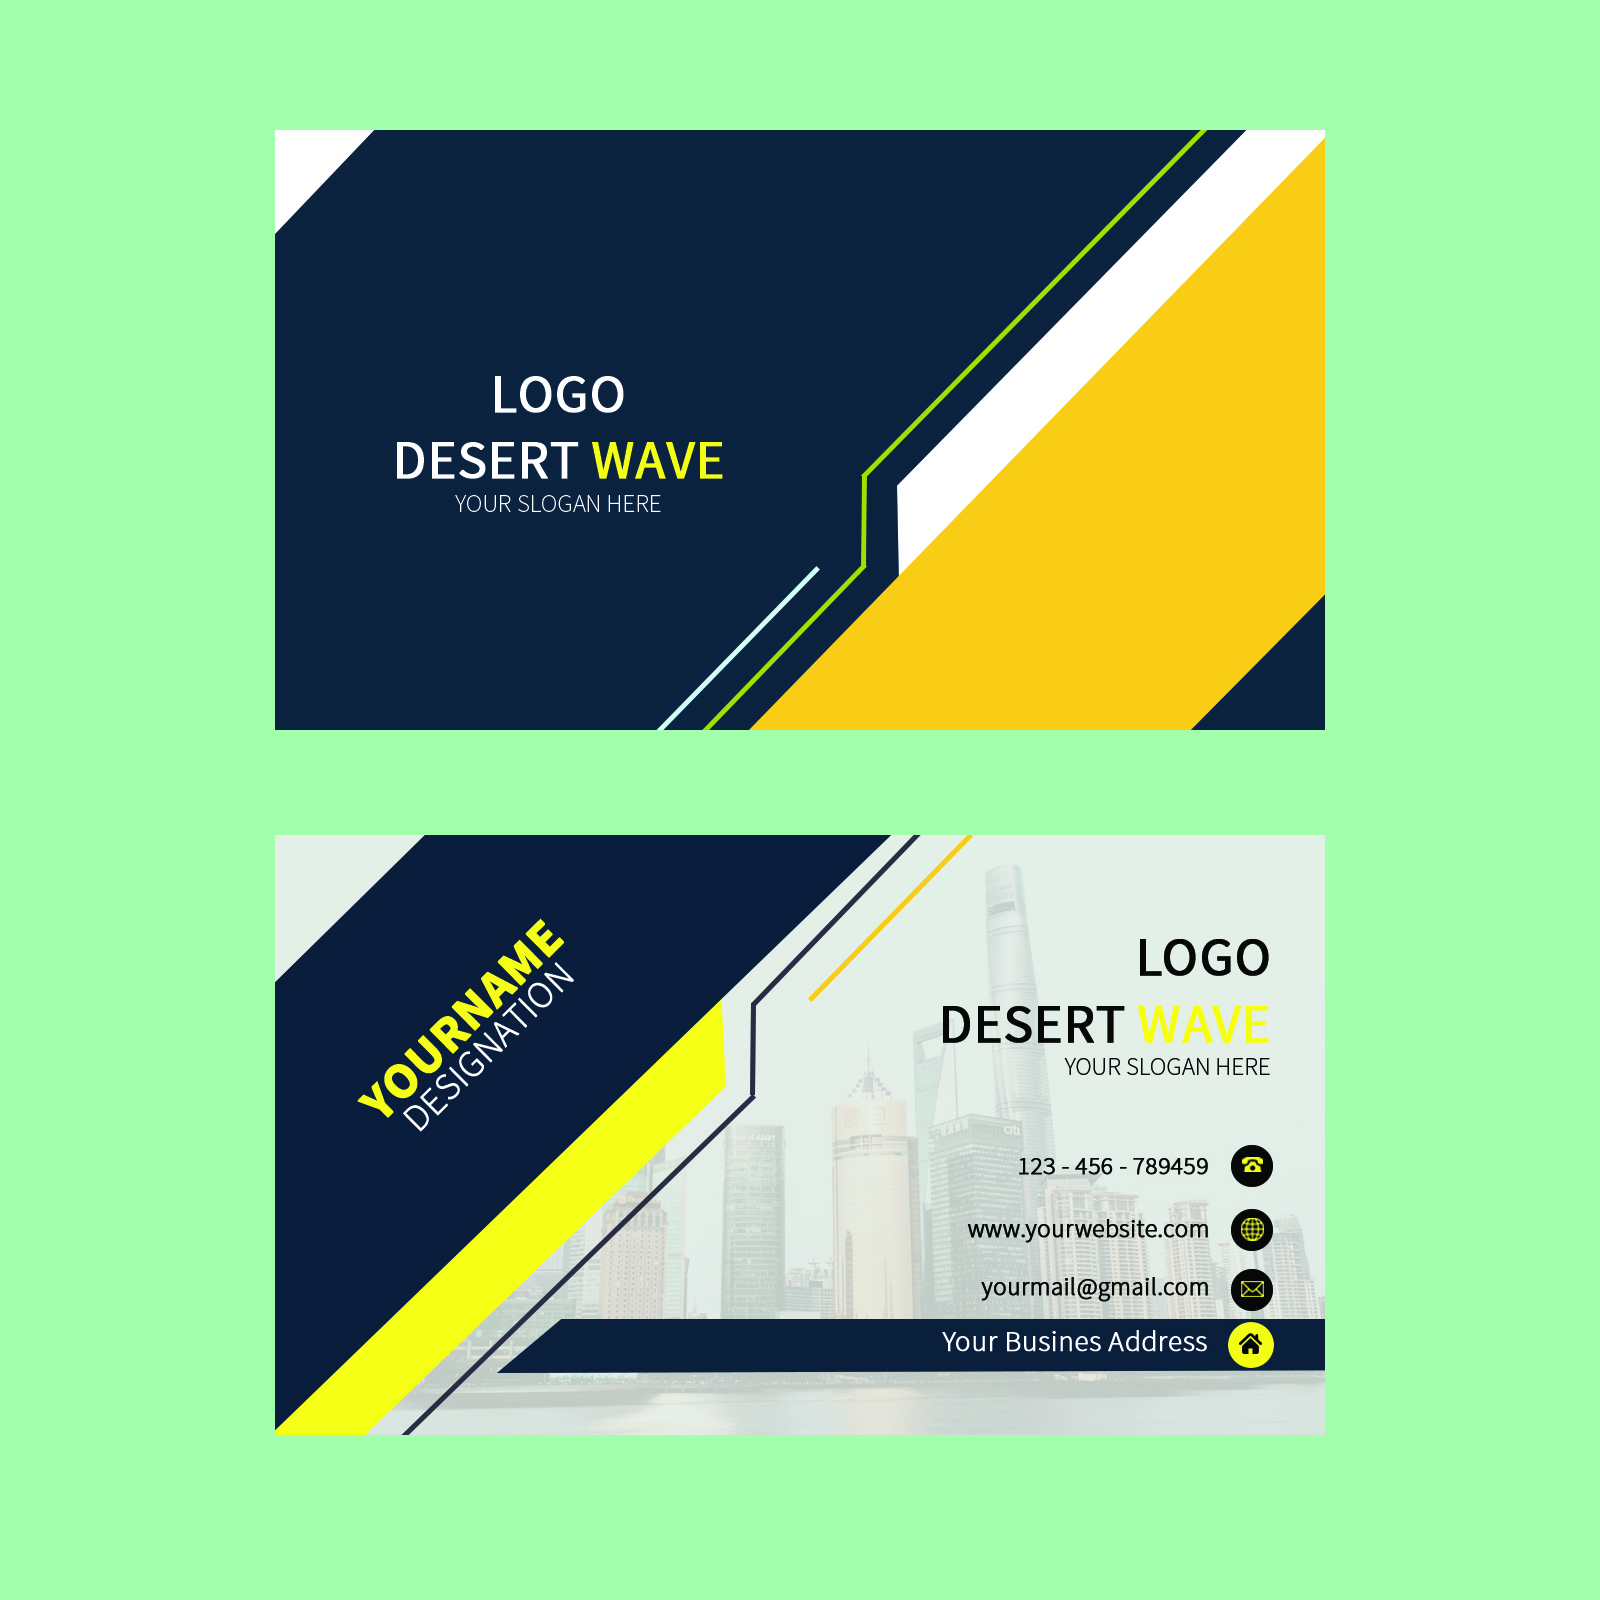 LOGO
DESERT WAVE
YOUR SLOGAN HERE
YOURNAME
DESIGNATION
LOGO
DESERT WAVE
YOUR SLOGAN HERE
citi
123 - 456 - 789459
www.yourwebsite.com
yourmail@gmail.com
Your Busines Address